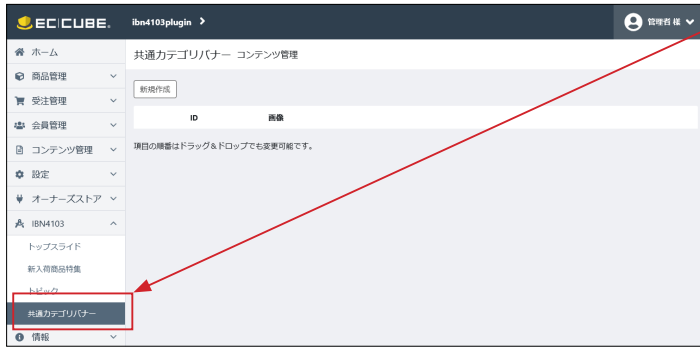 EC CUBE.
ibn4103plugin
管理者 様
ホーム
商品管理
受注管理
会員管理
コンテンツ管理
設定
オーナーズストア
IBN4103
トップスライド
新入荷商品特集
トピック
共通カテゴリバナー
情報
共通カテゴリバナー コンテンツ管理
新規作成
ID 画像
項目の順番はドラッグ&ドロップでも変更可能です。